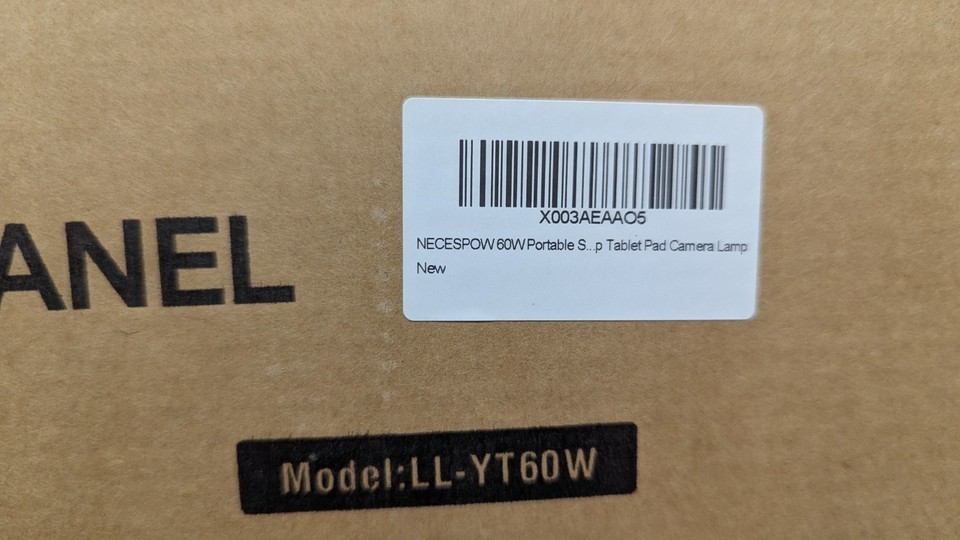 ANEL
X003AEAAO5
NECESPOW 60W Portable S...p Tablet Pad Camera Lamp
New
Model:LL-YT60W